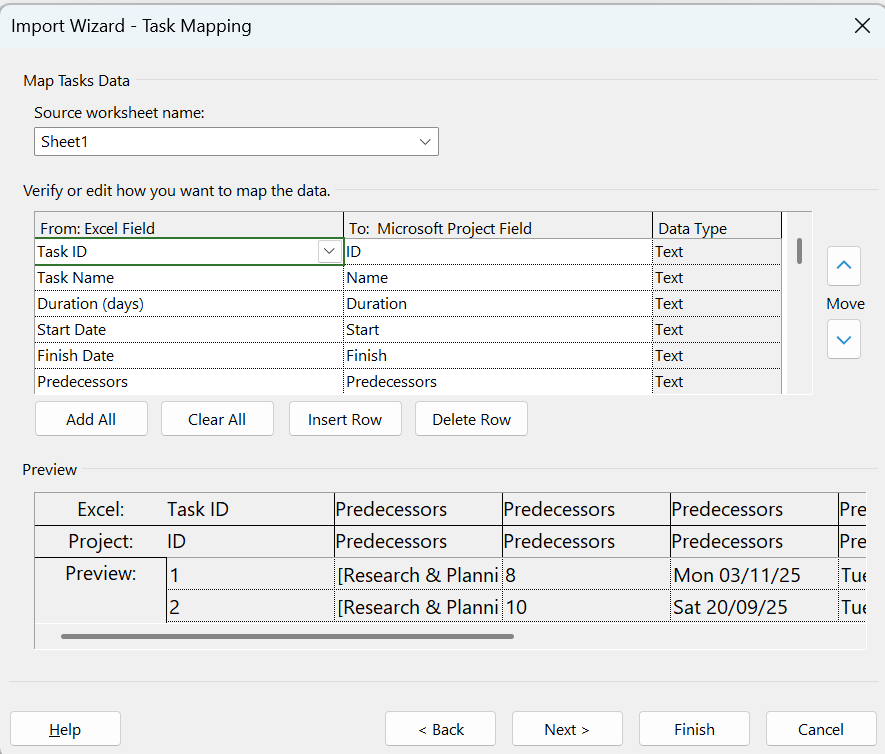 Import Wizard - Task Mapping
Map Tasks Data
Source worksheet name:
Sheet1
Verify or edit how you want to map the data.
From: Excel Field To: Microsoft Project Field Data Type
Task ID ID Text
Task Name Name Text
Duration (days) Duration Text
Start Date Start Text
Finish Date Finish Text
Predecessors Predecessors Text
Move
Add All Clear All Insert Row Delete Row
Preview
Excel: Task ID Predecessors Predecessors Predecessors Pre
Project: ID Predecessors Predecessors Predecessors Pre
Preview: 1 [Research & Planni 8 Mon 03/11/25 Tue
2 [Research & Planni 10 Sat 20/09/25 Tue
Help < Back Next > Finish Cancel